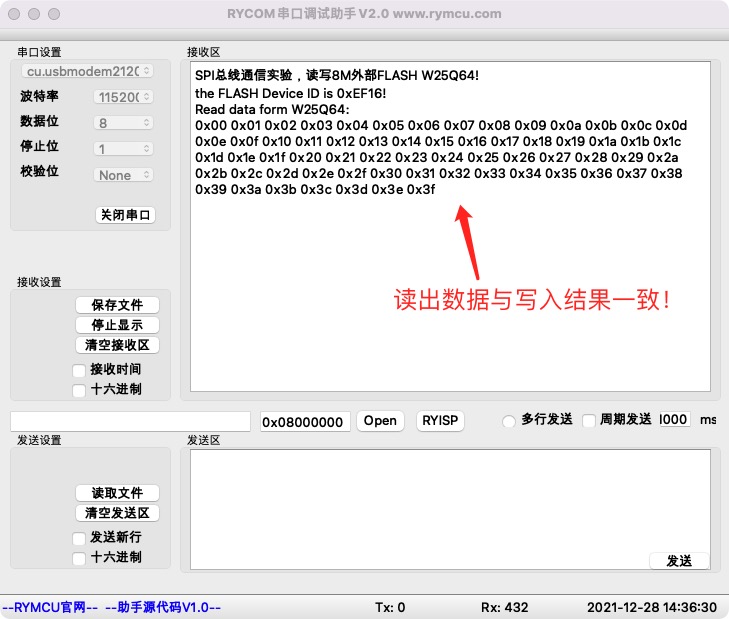 RYCOM串口调试助手V2.0 www.rymcu.com
串口设置
cu.usbmodem2120
波特率
115200
数据位
8
停止位
1
校验位
None
关闭串口
接收区
SPI总线通信实验，读写8M外部FLASH W25Q64!
the FLASH Device ID is 0xEF16!
Read data form W25Q64:
0x00 0x01 0x02 0x03 0x04 0x05 0x06 0x07 0x08 0x09 0x0a 0x0b 0x0c 0x0d
0x0e 0x0f 0x10 0x11 0x12 0x13 0x14 0x15 0x16 0x17 0x18 0x19 0x1a 0x1b 0x1c
0x1d 0x1e 0x1f 0x20 0x21 0x22 0x23 0x24 0x25 0x26 0x27 0x28 0x29 0x2a
0x2b 0x2c 0x2d 0x2e 0x2f 0x30 0x31 0x32 0x33 0x34 0x35 0x36 0x37 0x38
0x39 0x3a 0x3b 0x3c 0x3d 0x3e 0x3f
读出数据与写入结果一致！
接收设置
保存文件
停止显示
清空接收区
接收时间
十六进制
0x08000000
Open
RYISP
多行发送
周期发送
1000 ms
发送设置
读取文件
清空发送区
发送新行
十六进制
发送区
发送
--RYMCU官网-- --助手源代码V1.0--
Tx: 0
Rx: 432
2021-12-28 14:36:30